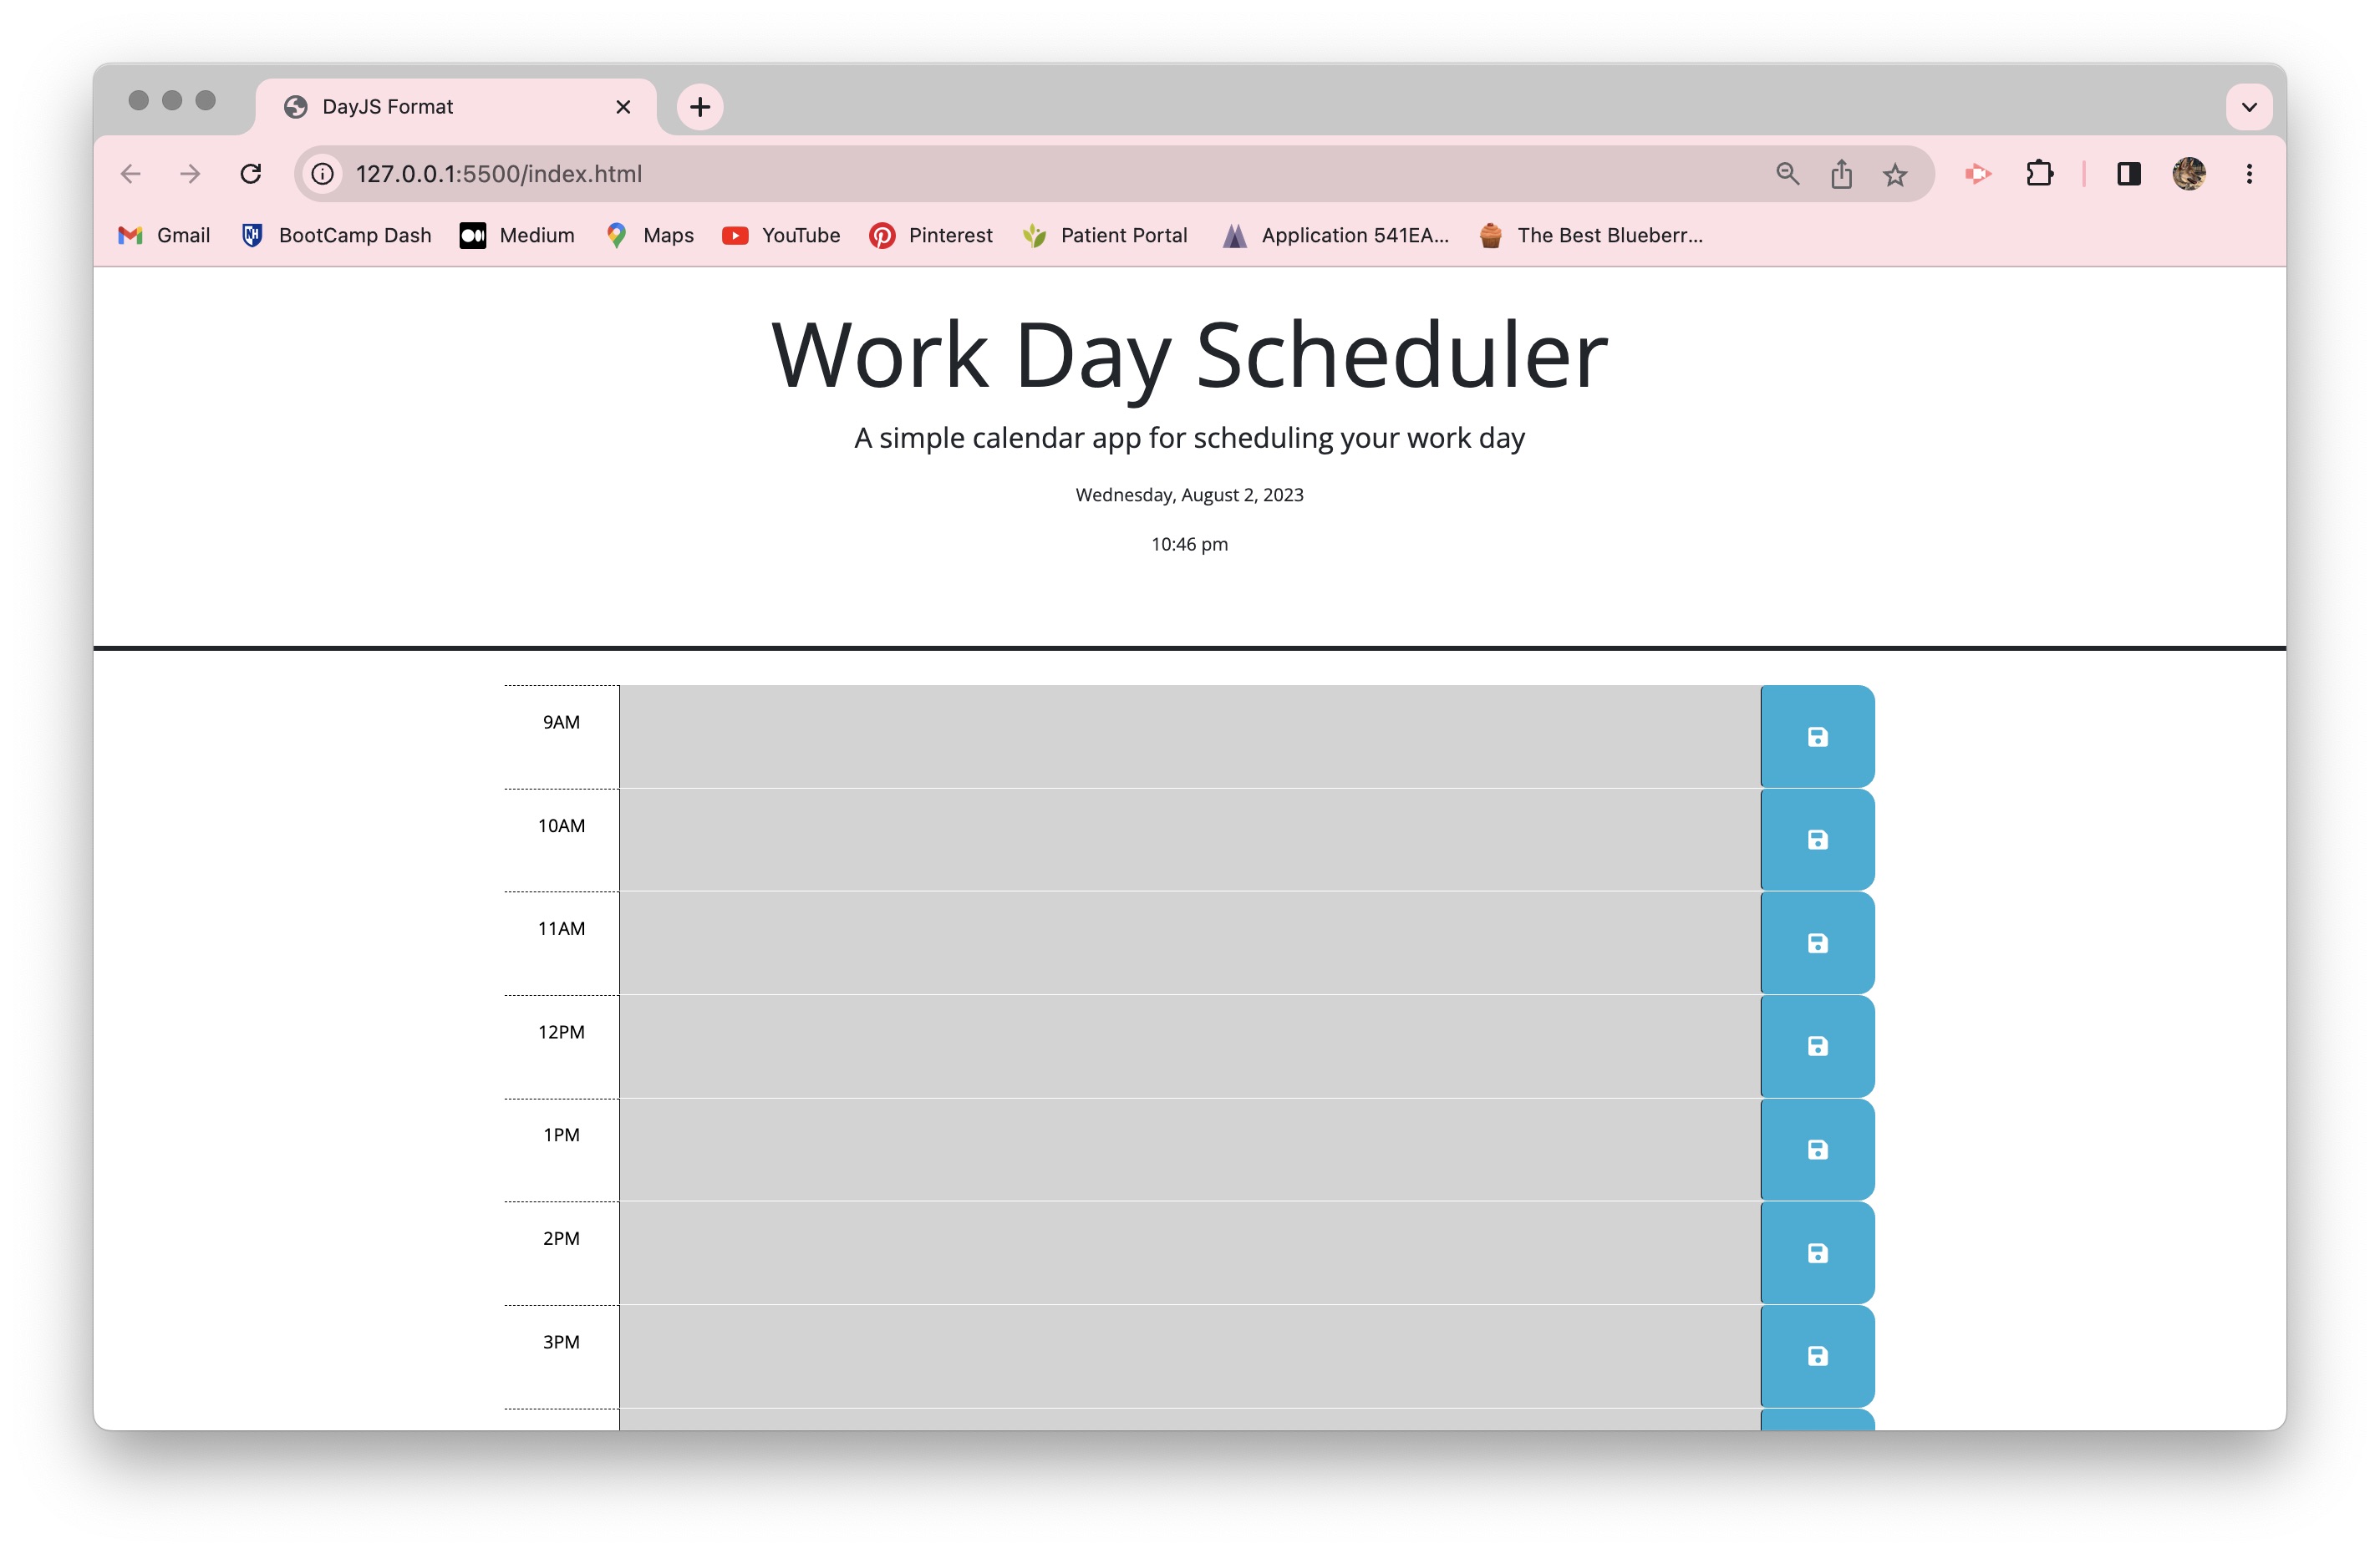 DayJS Format
127.0.0.1:5500/index.html
Gmail BootCamp Dash Medium Maps YouTube Pinterest Patient Portal Application 541EA... The Best Blueberr...
Work Day Scheduler
A simple calendar app for scheduling your work day
Wednesday, August 2, 2023
10:46 pm
9AM
10AM
11AM
12PM
1PM
2PM
3PM